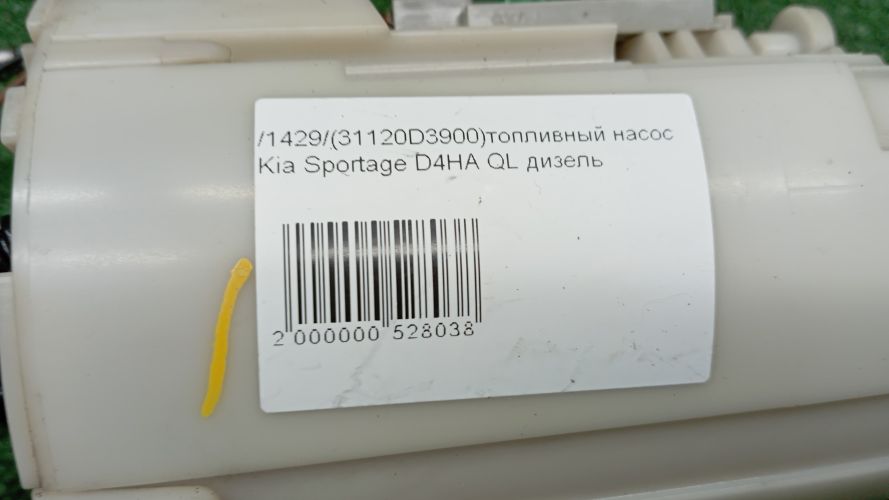 /1429/(31120D3900)топливный насос
Kia Sportage D4HA QL дизель
2 000000 528038